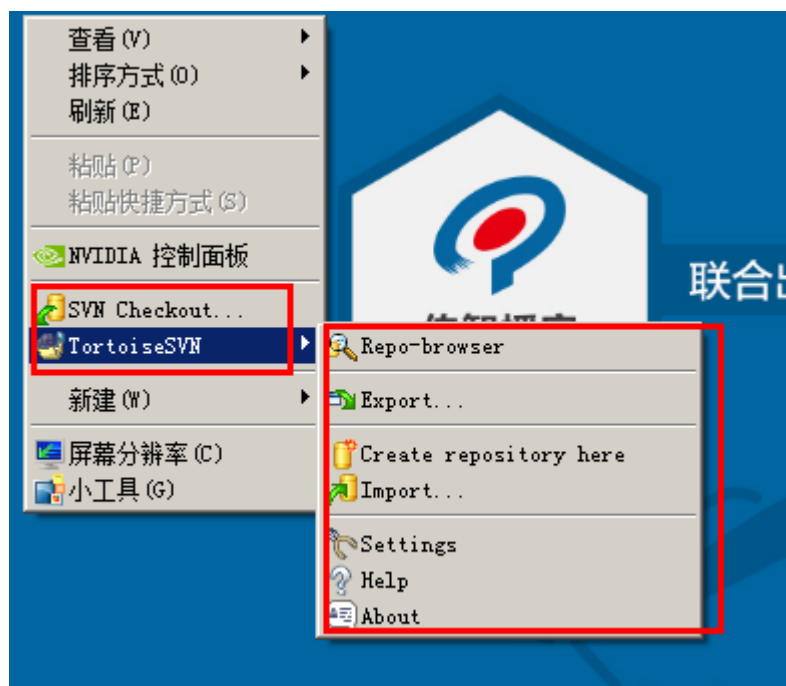 查看(V)
排序方式(O)
刷新(E)
粘贴(P)
粘贴快捷方式(S)
NVIDIA 控制面板
SVN Checkout...
TortoiseSVN
新建(W)
屏幕分辨率(C)
小工具(G)
Repo-browser
Export...
Create repository here
Import...
Settings
Help
About
联合出